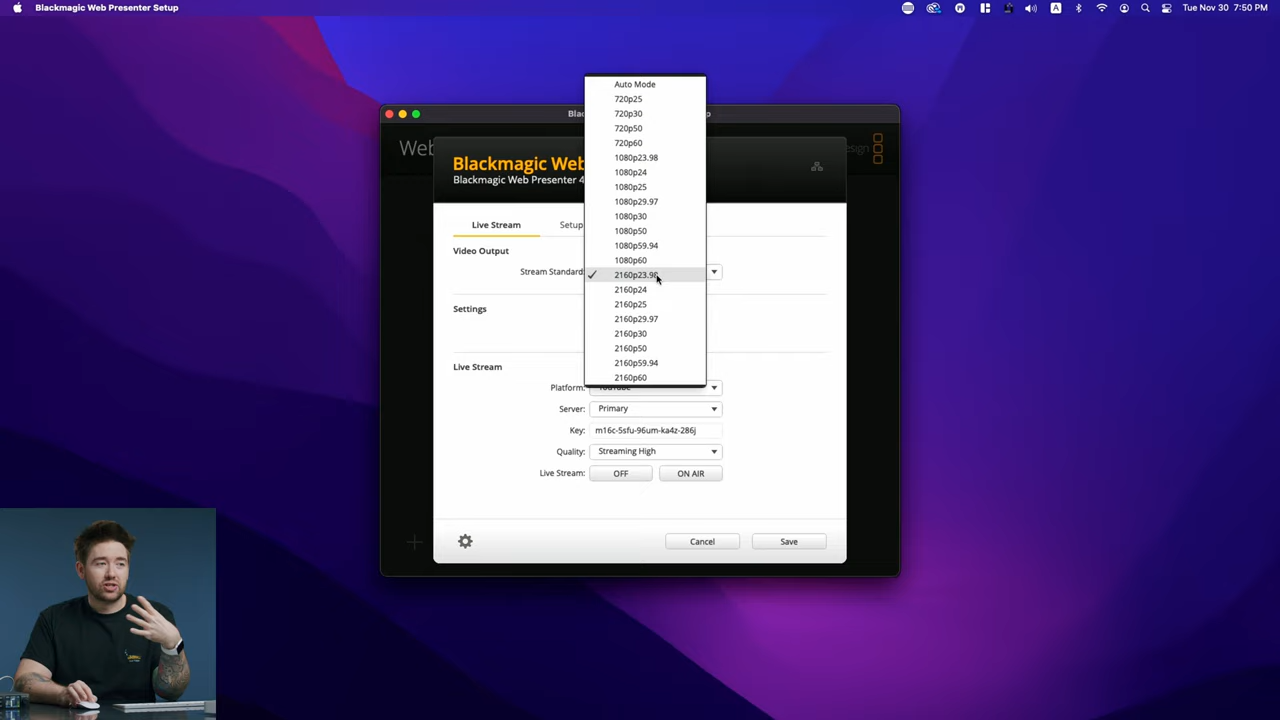 Blackmagic Web Presenter Setup
Tue Nov 30 7:50 PM
Auto Mode
720p25
720p30
720p50
720p60
1080p23.98
1080p24
1080p25
1080p29.97
1080p30
1080p50
1080p59.94
1080p60
✓ 2160p23.98
2160p24
2160p25
2160p29.97
2160p30
2160p50
2160p59.94
2160p60
Blackmagic Web
Blackmagic Web Presenter 4
Live Stream Setup
Video Output
Stream Standard:
Settings
Live Stream
Platform: YouTube
Server: Primary
Key: m16c-5sfu-96um-ka4z-286j
Quality: Streaming High
Live Stream: OFF ON AIR
Cancel Save